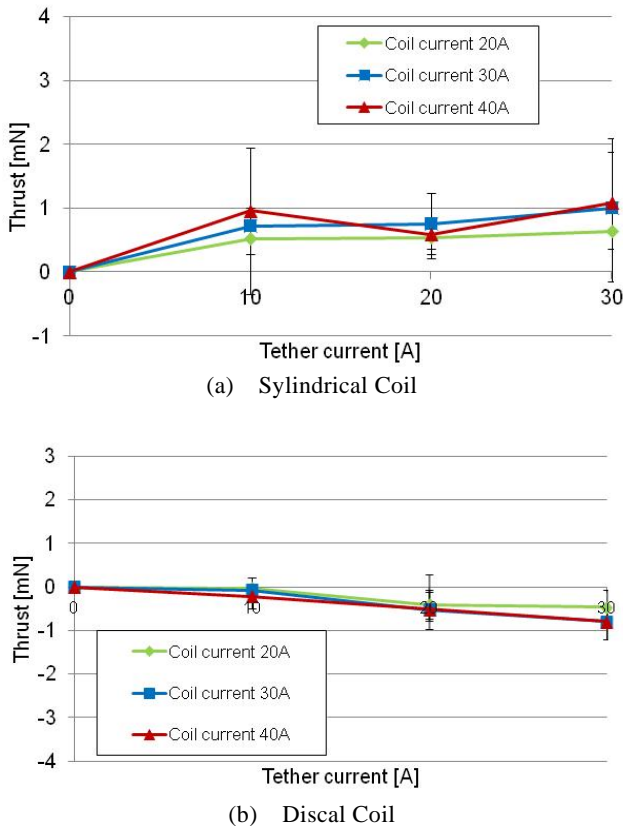 4
3
2
1
0
-1
Thrust [mN]
Coil current 20A
Coil current 30A
Coil current 40A
0
10
20
30
Tether current [A]
(a) Sylindrical Coil
3
2
1
0
-1
-2
-3
-4
Thrust [mN]
0
10
20
30
Coil current 20A
Coil current 30A
Coil current 40A
Tether current [A]
(b) Discal Coil